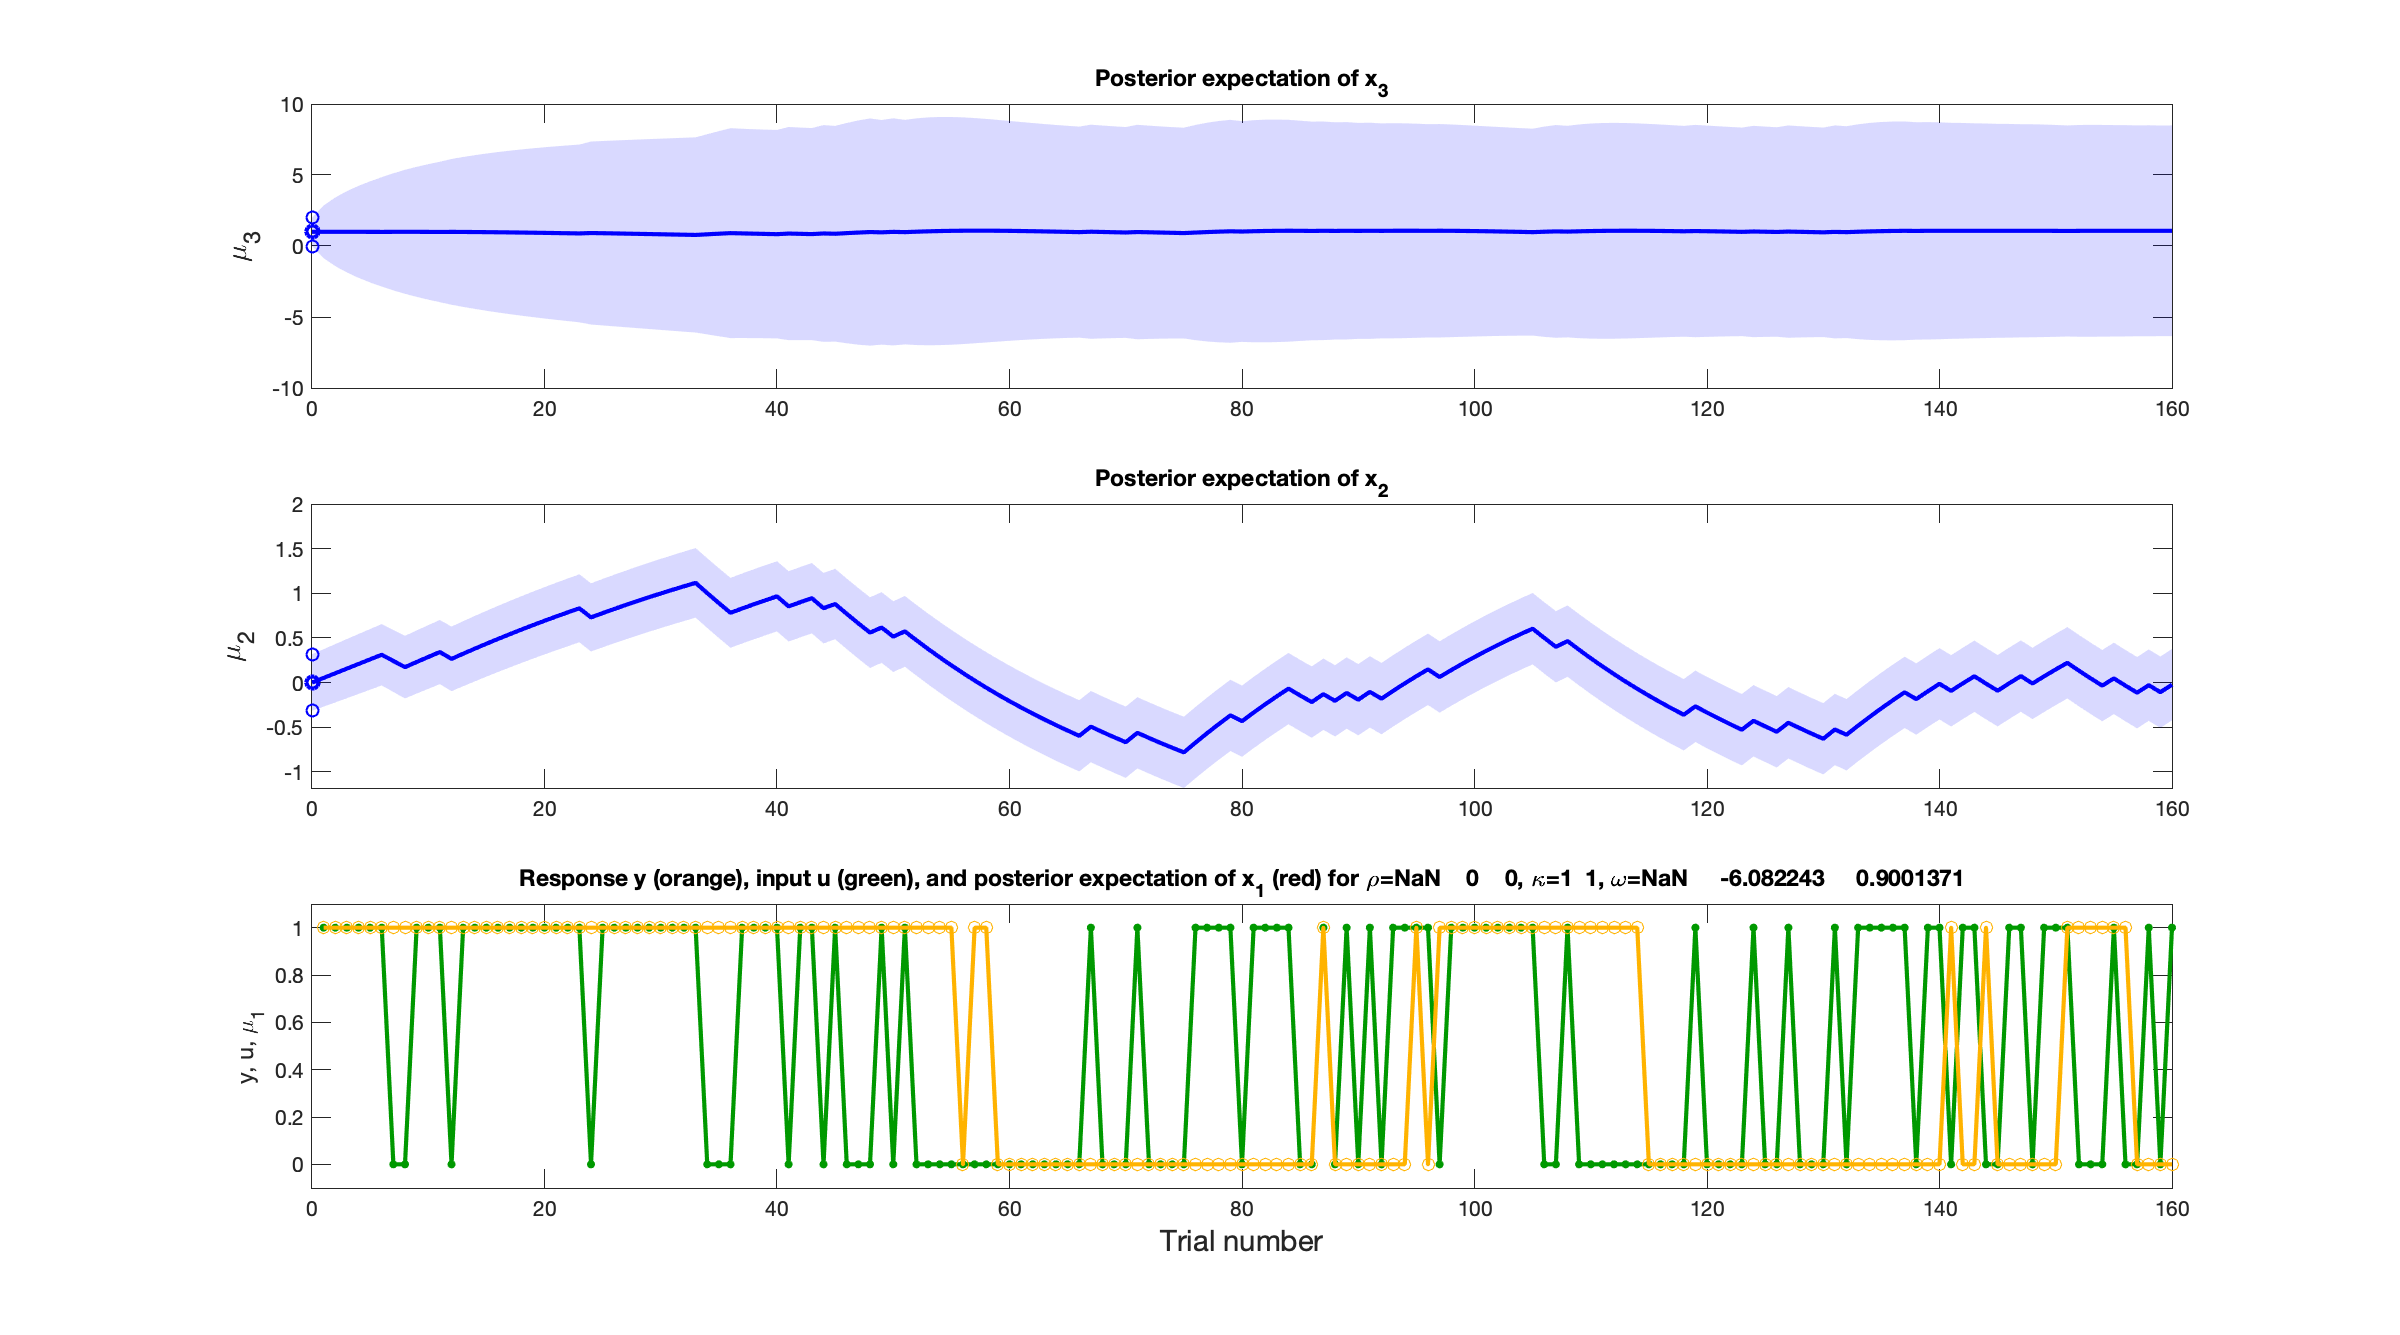 Posterior expectation of x3
10
5
0
-5
-10
μ3
0 20 40 60 80 100 120 140 160
Posterior expectation of x2
2
1.5
1
0.5
0
-0.5
-1
μ2
0 20 40 60 80 100 120 140 160
Response y (orange), input u (green), and posterior expectation of x1 (red) for ρ=NaN 0 0, κ=1 1, ω=NaN -6.082243 0.9001371
1
0.8
0.6
0.4
0.2
0
y, u, μ1
0 20 40 60 80 100 120 140 160
Trial number